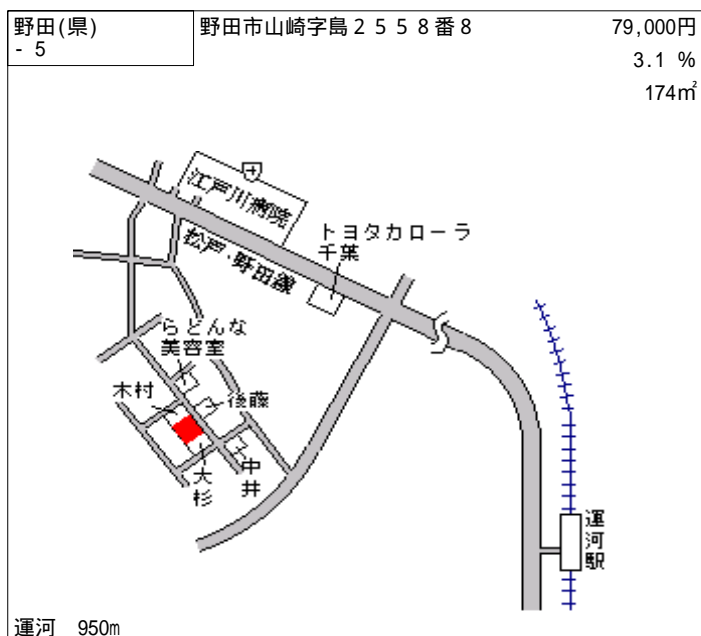 野田(県)
- 5
野田市山崎字島２５５８番８
79,000円
3.1 %
174㎡
江戸川病院
松戸・野田線
トヨタカローラ
千葉
らどんな
美容室
木村
後藤
大杉
中井
運河駅
運河 950m